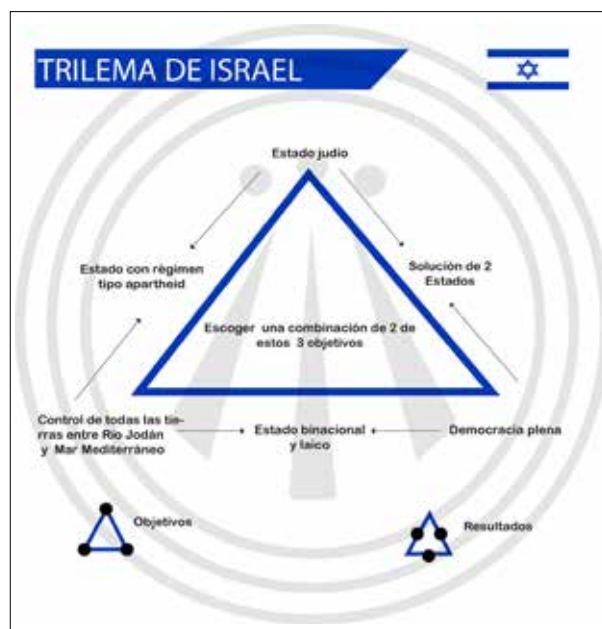 TRILEMA DE ISRAEL
Estado judio
Estado con régimen
tipo apartheid
Solución de 2
Estados
Escoger una combinación de 2 de
estos 3 objetivos
Control de todas las tie-
rras entre Rio Jodán
y Mar Mediterráneo
Estado binacional
y laico
Democracia plena
Objetivos
Resultados